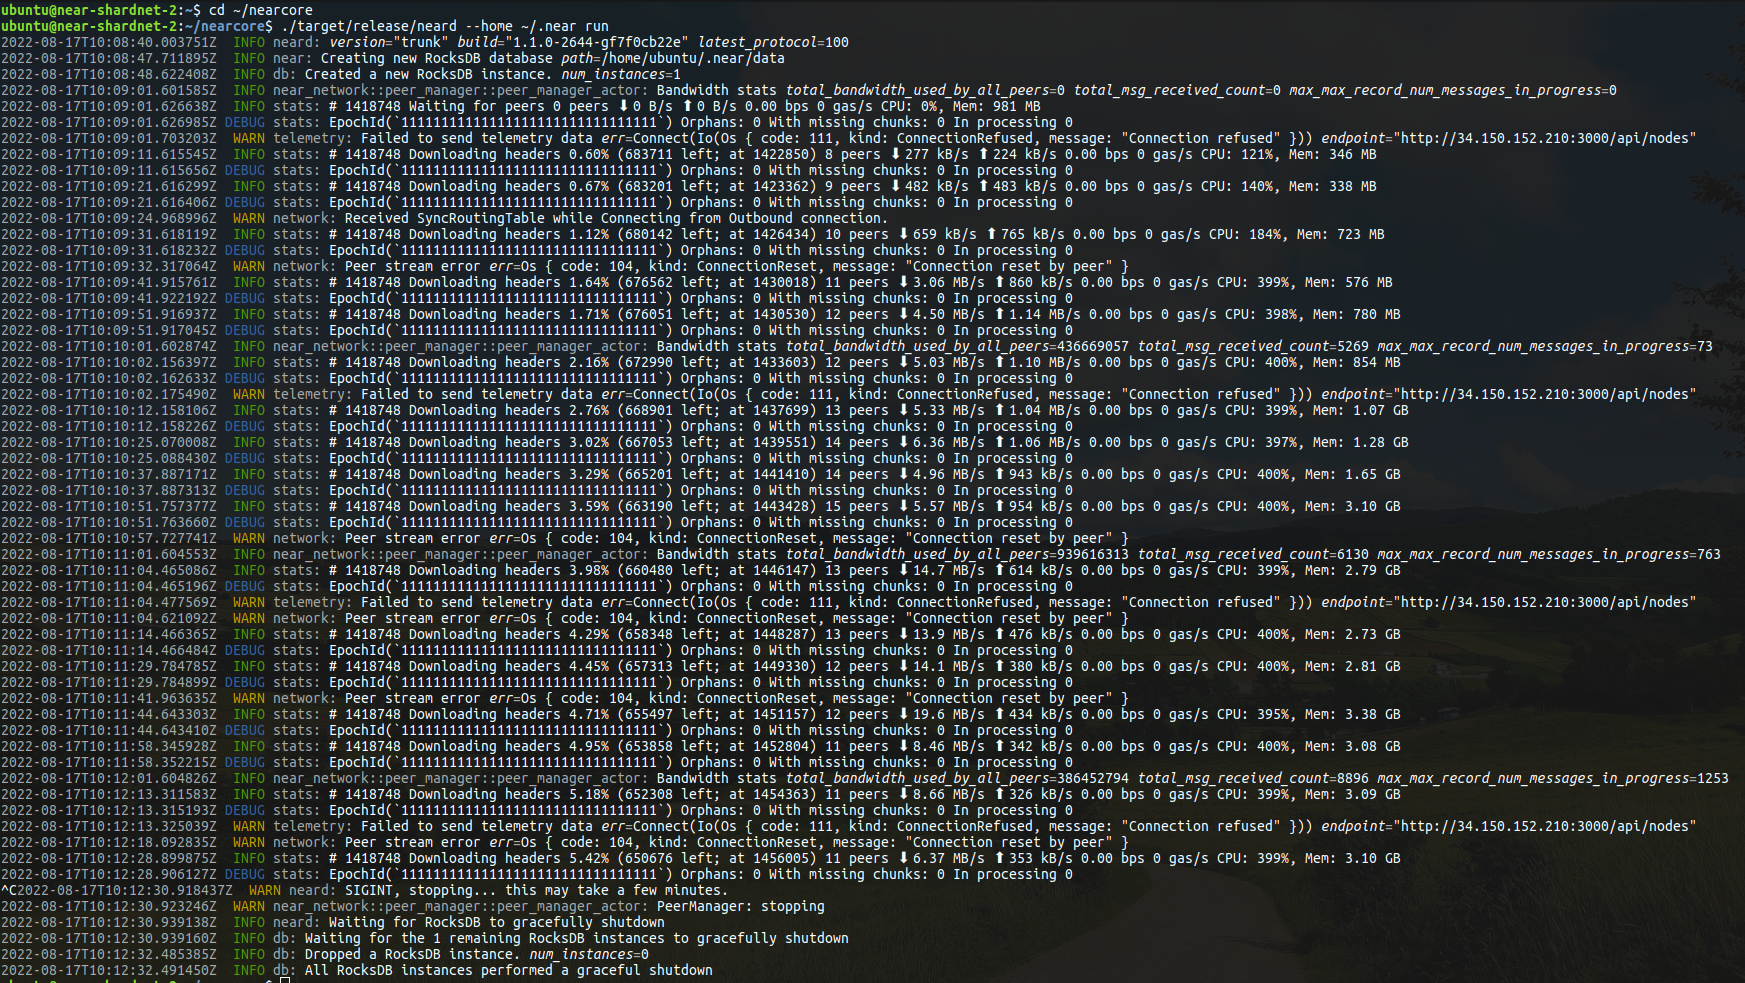 ubuntu@near-shardnet-2:~$ cd ~/nearcore
ubuntu@near-shardnet-2:~/nearcore$ ./target/release/neard --home ~/.near run
2022-08-17T10:08:40.003751Z  INFO neard: version="trunk" build="1.1.0-2644-gf7f0cb22e" latest_protocol=100
2022-08-17T10:08:47.711895Z  INFO near: Creating new RocksDB database path=/home/ubuntu/.near/data
2022-08-17T10:08:48.622408Z  INFO db: Created a new RocksDB instance. num_instances=1
2022-08-17T10:09:01.601585Z  INFO near_network::peer_manager::peer_manager_actor: Bandwidth stats total_bandwidth_used_by_all_peers=0 total_msg_received_count=0 max_max_record_num_messages_in_progress=0
2022-08-17T10:09:01.626638Z  INFO stats: # 1418748 Waiting for peers 0 peers ⬇ 0 B/s ⬆ 0 B/s 0.00 bps 0 gas/s CPU: 0%, Mem: 981 MB
2022-08-17T10:09:01.626985Z DEBUG stats: EpochId(`11111111111111111111111111111111`) Orphans: 0 With missing chunks: 0 In processing 0
2022-08-17T10:09:01.703203Z  WARN telemetry: Failed to send telemetry data err=Connect(Io(Os { code: 111, kind: ConnectionRefused, message: "Connection refused" })) endpoint="http://34.150.152.210:3000/api/nodes"
2022-08-17T10:09:11.615545Z  INFO stats: # 1418748 Downloading headers 0.60% (683711 left; at 1422850) 8 peers ⬇ 277 kB/s ⬆ 224 kB/s 0.00 bps 0 gas/s CPU: 121%, Mem: 346 MB
2022-08-17T10:09:11.615656Z DEBUG stats: EpochId(`11111111111111111111111111111111`) Orphans: 0 With missing chunks: 0 In processing 0
2022-08-17T10:09:21.616299Z  INFO stats: # 1418748 Downloading headers 0.67% (683201 left; at 1423362) 9 peers ⬇ 482 kB/s ⬆ 483 kB/s 0.00 bps 0 gas/s CPU: 140%, Mem: 338 MB
2022-08-17T10:09:21.616406Z DEBUG stats: EpochId(`11111111111111111111111111111111`) Orphans: 0 With missing chunks: 0 In processing 0
2022-08-17T10:09:24.968996Z  WARN network: Received SyncRoutingTable while Connecting from Outbound connection.
2022-08-17T10:09:31.618119Z  INFO stats: # 1418748 Downloading headers 1.12% (680142 left; at 1426434) 10 peers ⬇ 659 kB/s ⬆ 765 kB/s 0.00 bps 0 gas/s CPU: 184%, Mem: 723 MB
2022-08-17T10:09:31.618232Z DEBUG stats: EpochId(`11111111111111111111111111111111`) Orphans: 0 With missing chunks: 0 In processing 0
2022-08-17T10:09:32.317064Z  WARN network: Peer stream error err=Os { code: 104, kind: ConnectionReset, message: "Connection reset by peer" }
2022-08-17T10:09:41.915761Z  INFO stats: # 1418748 Downloading headers 1.64% (676562 left; at 1430018) 11 peers ⬇ 3.06 MB/s ⬆ 860 kB/s 0.00 bps 0 gas/s CPU: 399%, Mem: 576 MB
2022-08-17T10:09:41.922192Z DEBUG stats: EpochId(`11111111111111111111111111111111`) Orphans: 0 With missing chunks: 0 In processing 0
2022-08-17T10:09:51.916937Z  INFO stats: # 1418748 Downloading headers 1.71% (676051 left; at 1430530) 12 peers ⬇ 4.50 MB/s ⬆ 1.14 MB/s 0.00 bps 0 gas/s CPU: 398%, Mem: 780 MB
2022-08-17T10:09:51.917045Z DEBUG stats: EpochId(`11111111111111111111111111111111`) Orphans: 0 With missing chunks: 0 In processing 0
2022-08-17T10:10:01.602874Z  INFO near_network::peer_manager::peer_manager_actor: Bandwidth stats total_bandwidth_used_by_all_peers=436669057 total_msg_received_count=5269 max_max_record_num_messages_in_progress=73
2022-08-17T10:10:02.156397Z  INFO stats: # 1418748 Downloading headers 2.16% (672990 left; at 1433603) 12 peers ⬇ 5.03 MB/s ⬆ 1.10 MB/s 0.00 bps 0 gas/s CPU: 400%, Mem: 854 MB
2022-08-17T10:10:02.162633Z DEBUG stats: EpochId(`11111111111111111111111111111111`) Orphans: 0 With missing chunks: 0 In processing 0
2022-08-17T10:10:02.175490Z  WARN telemetry: Failed to send telemetry data err=Connect(Io(Os { code: 111, kind: ConnectionRefused, message: "Connection refused" })) endpoint="http://34.150.152.210:3000/api/nodes"
2022-08-17T10:10:12.158106Z  INFO stats: # 1418748 Downloading headers 2.76% (668901 left; at 1437699) 13 peers ⬇ 5.33 MB/s ⬆ 1.04 MB/s 0.00 bps 0 gas/s CPU: 399%, Mem: 1.07 GB
2022-08-17T10:10:12.158226Z DEBUG stats: EpochId(`11111111111111111111111111111111`) Orphans: 0 With missing chunks: 0 In processing 0
2022-08-17T10:10:25.070008Z  INFO stats: # 1418748 Downloading headers 3.02% (667053 left; at 1439551) 14 peers ⬇ 6.36 MB/s ⬆ 1.06 MB/s 0.00 bps 0 gas/s CPU: 397%, Mem: 1.28 GB
2022-08-17T10:10:25.088430Z DEBUG stats: EpochId(`11111111111111111111111111111111`) Orphans: 0 With missing chunks: 0 In processing 0
2022-08-17T10:10:37.887171Z  INFO stats: # 1418748 Downloading headers 3.29% (665201 left; at 1441410) 14 peers ⬇ 4.96 MB/s ⬆ 943 kB/s 0.00 bps 0 gas/s CPU: 400%, Mem: 1.65 GB
2022-08-17T10:10:37.887313Z DEBUG stats: EpochId(`11111111111111111111111111111111`) Orphans: 0 With missing chunks: 0 In processing 0
2022-08-17T10:10:51.757377Z  INFO stats: # 1418748 Downloading headers 3.59% (663190 left; at 1443428) 15 peers ⬇ 5.57 MB/s ⬆ 954 kB/s 0.00 bps 0 gas/s CPU: 400%, Mem: 3.10 GB
2022-08-17T10:10:51.763660Z DEBUG stats: EpochId(`11111111111111111111111111111111`) Orphans: 0 With missing chunks: 0 In processing 0
2022-08-17T10:10:57.727741Z  WARN network: Peer stream error err=Os { code: 104, kind: ConnectionReset, message: "Connection reset by peer" }
2022-08-17T10:11:01.604553Z  INFO near_network::peer_manager::peer_manager_actor: Bandwidth stats total_bandwidth_used_by_all_peers=939616313 total_msg_received_count=6130 max_max_record_num_messages_in_progress=763
2022-08-17T10:11:04.465086Z  INFO stats: # 1418748 Downloading headers 3.98% (660480 left; at 1446147) 13 peers ⬇ 14.7 MB/s ⬆ 614 kB/s 0.00 bps 0 gas/s CPU: 399%, Mem: 2.79 GB
2022-08-17T10:11:04.465196Z DEBUG stats: EpochId(`11111111111111111111111111111111`) Orphans: 0 With missing chunks: 0 In processing 0
2022-08-17T10:11:04.477569Z  WARN telemetry: Failed to send telemetry data err=Connect(Io(Os { code: 111, kind: ConnectionRefused, message: "Connection refused" })) endpoint="http://34.150.152.210:3000/api/nodes"
2022-08-17T10:11:04.621092Z  WARN network: Peer stream error err=Os { code: 104, kind: ConnectionReset, message: "Connection reset by peer" }
2022-08-17T10:11:14.466365Z  INFO stats: # 1418748 Downloading headers 4.29% (658348 left; at 1448287) 13 peers ⬇ 13.9 MB/s ⬆ 476 kB/s 0.00 bps 0 gas/s CPU: 400%, Mem: 2.73 GB
2022-08-17T10:11:14.466484Z DEBUG stats: EpochId(`11111111111111111111111111111111`) Orphans: 0 With missing chunks: 0 In processing 0
2022-08-17T10:11:29.784785Z  INFO stats: # 1418748 Downloading headers 4.45% (657313 left; at 1449330) 12 peers ⬇ 14.1 MB/s ⬆ 380 kB/s 0.00 bps 0 gas/s CPU: 400%, Mem: 2.81 GB
2022-08-17T10:11:29.784899Z DEBUG stats: EpochId(`11111111111111111111111111111111`) Orphans: 0 With missing chunks: 0 In processing 0
2022-08-17T10:11:41.963635Z  WARN network: Peer stream error err=Os { code: 104, kind: ConnectionReset, message: "Connection reset by peer" }
2022-08-17T10:11:44.643303Z  INFO stats: # 1418748 Downloading headers 4.71% (655497 left; at 1451157) 12 peers ⬇ 19.6 MB/s ⬆ 434 kB/s 0.00 bps 0 gas/s CPU: 395%, Mem: 3.38 GB
2022-08-17T10:11:44.643410Z DEBUG stats: EpochId(`11111111111111111111111111111111`) Orphans: 0 With missing chunks: 0 In processing 0
2022-08-17T10:11:58.345928Z  INFO stats: # 1418748 Downloading headers 4.95% (653858 left; at 1452804) 11 peers ⬇ 8.46 MB/s ⬆ 342 kB/s 0.00 bps 0 gas/s CPU: 400%, Mem: 3.08 GB
2022-08-17T10:11:58.352215Z DEBUG stats: EpochId(`11111111111111111111111111111111`) Orphans: 0 With missing chunks: 0 In processing 0
2022-08-17T10:12:01.604826Z  INFO near_network::peer_manager::peer_manager_actor: Bandwidth stats total_bandwidth_used_by_all_peers=386452794 total_msg_received_count=8896 max_max_record_num_messages_in_progress=1253
2022-08-17T10:12:13.311583Z  INFO stats: # 1418748 Downloading headers 5.18% (652308 left; at 1454363) 11 peers ⬇ 8.66 MB/s ⬆ 326 kB/s 0.00 bps 0 gas/s CPU: 399%, Mem: 3.09 GB
2022-08-17T10:12:13.315193Z DEBUG stats: EpochId(`11111111111111111111111111111111`) Orphans: 0 With missing chunks: 0 In processing 0
2022-08-17T10:12:13.325039Z  WARN telemetry: Failed to send telemetry data err=Connect(Io(Os { code: 111, kind: ConnectionRefused, message: "Connection refused" })) endpoint="http://34.150.152.210:3000/api/nodes"
2022-08-17T10:12:18.092835Z  WARN network: Peer stream error err=Os { code: 104, kind: ConnectionReset, message: "Connection reset by peer" }
2022-08-17T10:12:28.899875Z  INFO stats: # 1418748 Downloading headers 5.42% (650676 left; at 1456005) 11 peers ⬇ 6.37 MB/s ⬆ 353 kB/s 0.00 bps 0 gas/s CPU: 399%, Mem: 3.10 GB
2022-08-17T10:12:28.906127Z DEBUG stats: EpochId(`11111111111111111111111111111111`) Orphans: 0 With missing chunks: 0 In processing 0
^C2022-08-17T10:12:30.918437Z  WARN neard: SIGINT, stopping... this may take a few minutes.
2022-08-17T10:12:30.923246Z  WARN near_network::peer_manager::peer_manager_actor: PeerManager: stopping
2022-08-17T10:12:30.939138Z  INFO neard: Waiting for RocksDB to gracefully shutdown
2022-08-17T10:12:30.939160Z  INFO db: Waiting for the 1 remaining RocksDB instances to gracefully shutdown
2022-08-17T10:12:32.485385Z  INFO db: Dropped a RocksDB instance. num_instances=0
2022-08-17T10:12:32.491450Z  INFO db: All RocksDB instances performed a graceful shutdown